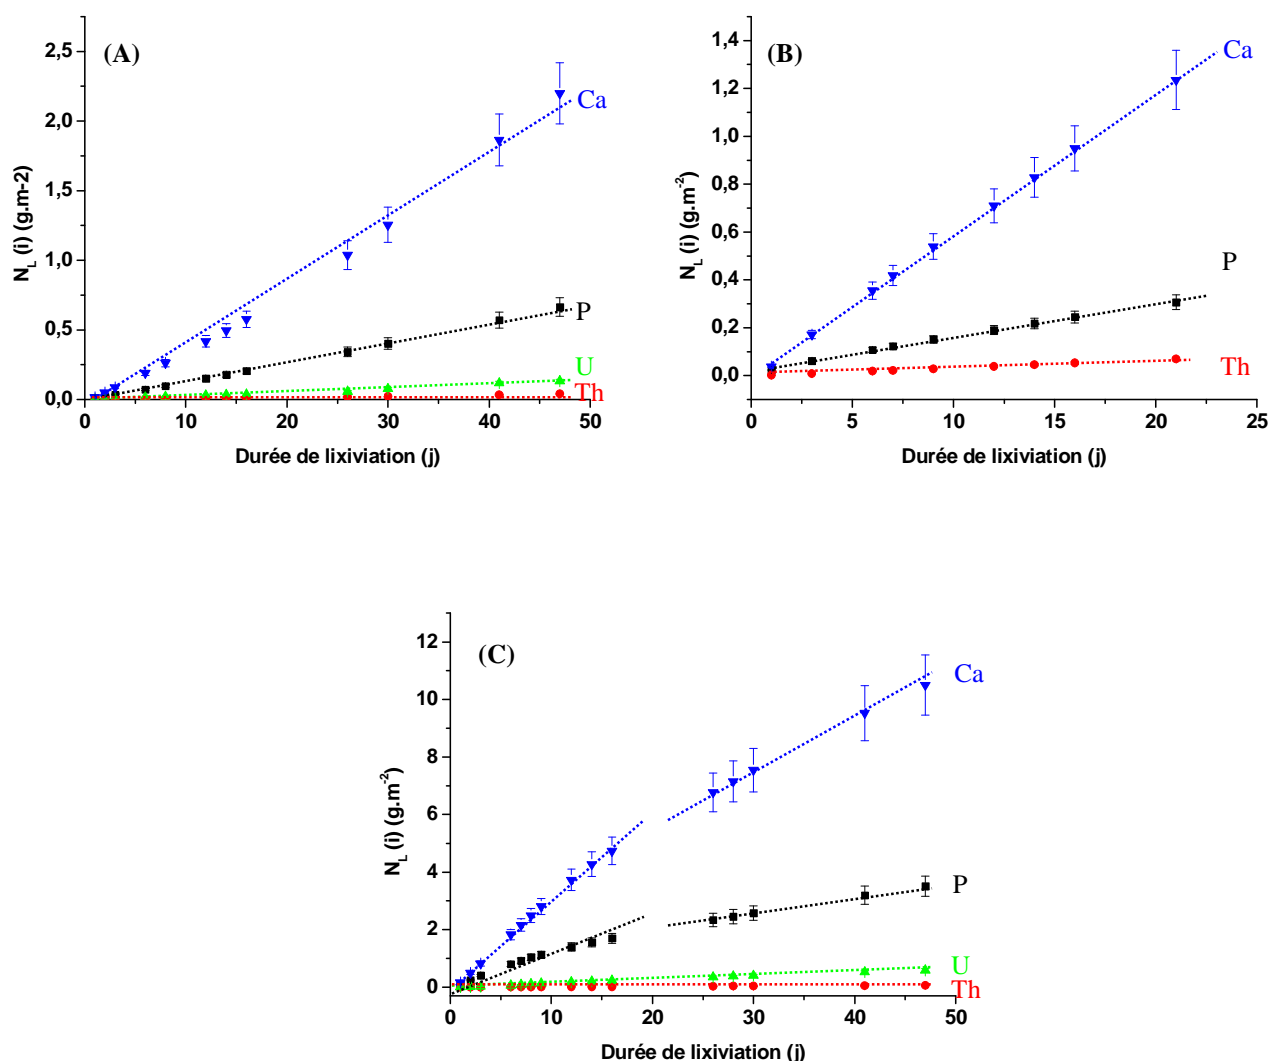 (A)
2,5
2,0
1,5
1,0
0,5
0,0
N_L (i) (g.m-2)
Ca
P
U
Th
0 10 20 30 40 50
Durée de lixiviation (j)
(B)
1,4
1,2
1,0
0,8
0,6
0,4
0,2
0,0
N_L (i) (g.m⁻²)
Ca
P
Th
0 5 10 15 20 25
Durée de lixiviation (j)
(C)
12
10
8
6
4
2
0
N_L (i) (g.m⁻²)
Ca
P
U
Th
0 10 20 30 40 50
Durée de lixiviation (j)